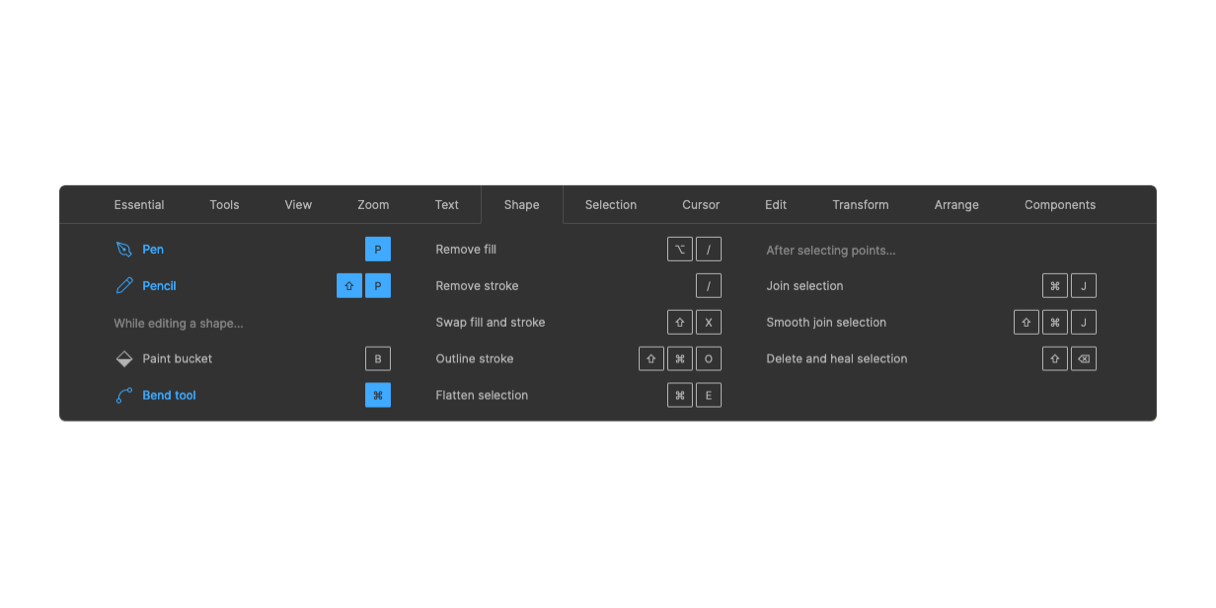 Essential Tools View Zoom Text Shape Selection Cursor Edit Transform Arrange Components
Pen P
Pencil ⇧ P
While editing a shape...
Paint bucket B
Bend tool ⌘
Remove fill ⌥ /
Remove stroke /
Swap fill and stroke ⇧ X
Outline stroke ⇧ ⌘ O
Flatten selection ⌘ E
After selecting points...
Join selection ⌘ J
Smooth join selection ⇧ ⌘ J
Delete and heal selection ⇧ ⌫